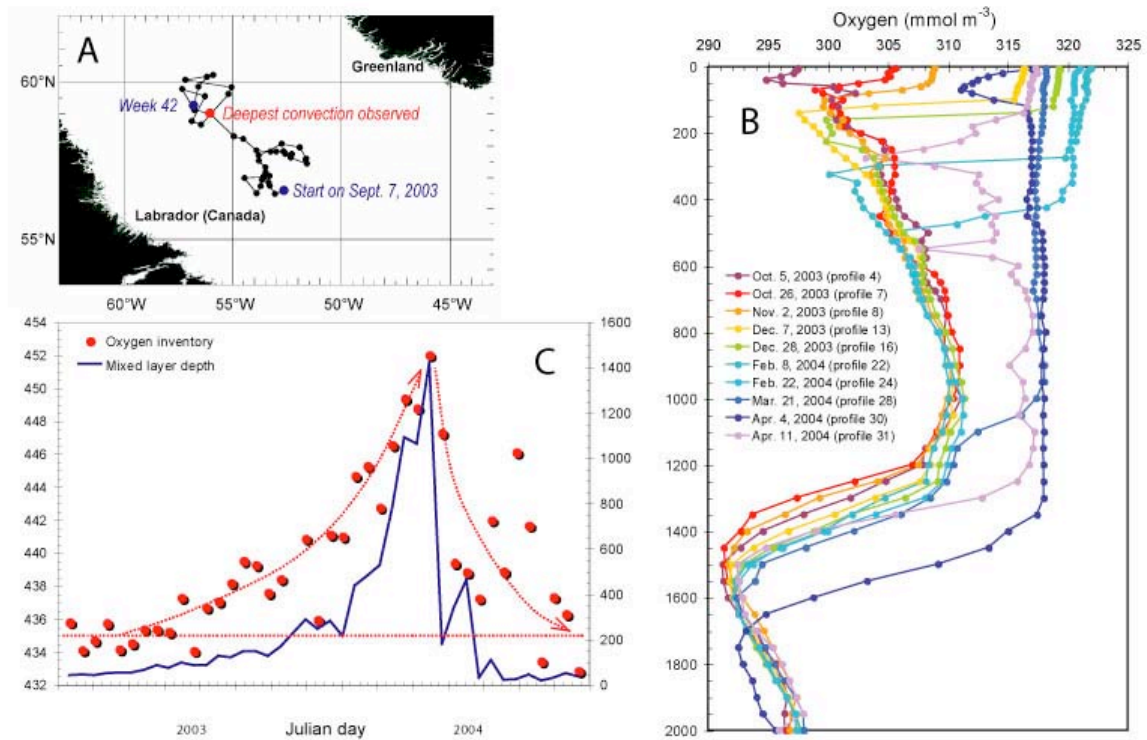 A
Greenland
60°N
Week 42
Deepest convection observed
Start on Sept. 7, 2003
Labrador (Canada)
55°N
60°W 55°W 50°W 45°W
454 1600
Oxygen inventory
Mixed layer depth
C
452 1400
450
448 1200
446 1000
444 800
442
440 600
438 400
436
434 200
432 0
2003 Julian day 2004
Oxygen (mmol m⁻³)
290 295 300 305 310 315 320 325
B
0
200
400
600
800
1000
1200
1400
1600
1800
2000
Oct. 5, 2003 (profile 4)
Oct. 26, 2003 (profile 7)
Nov. 2, 2003 (profile 8)
Dec. 7, 2003 (profile 13)
Dec. 28, 2003 (profile 16)
Feb. 8, 2004 (profile 22)
Feb. 22, 2004 (profile 24)
Mar. 21, 2004 (profile 28)
Apr. 4, 2004 (profile 30)
Apr. 11, 2004 (profile 31)